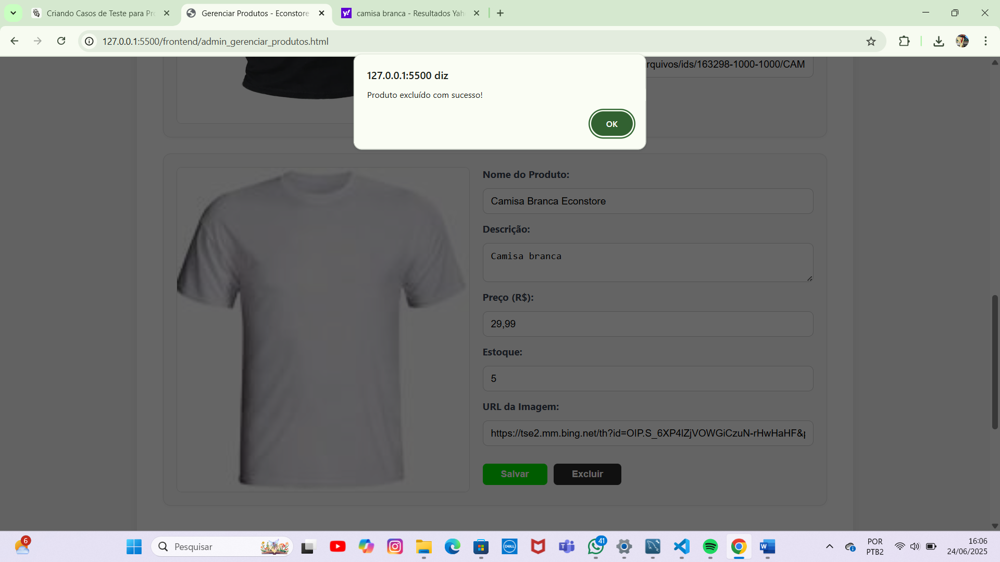 Criando Casos de Teste para Pro
Gerenciar Produtos - Econstore
camisa branca - Resultados Yah
127.0.0.1:5500/frontend/admin_gerenciar_produtos.html
127.0.0.1:5500 diz
Produto excluído com sucesso!
OK
rquivos/ids/163298-1000-1000/CAM
Nome do Produto:
Camisa Branca Econstore
Descrição:
Camisa branca
Preço (R$):
29,99
Estoque:
5
URL da Imagem:
https://tse2.mm.bing.net/th?id=OIP.S_6XP4lZjVOWGiCzuN-rHwHaHF&p
Salvar
Excluir
6
Pesquisar
DELL
41
POR
PTB2
16:06
24/06/2025